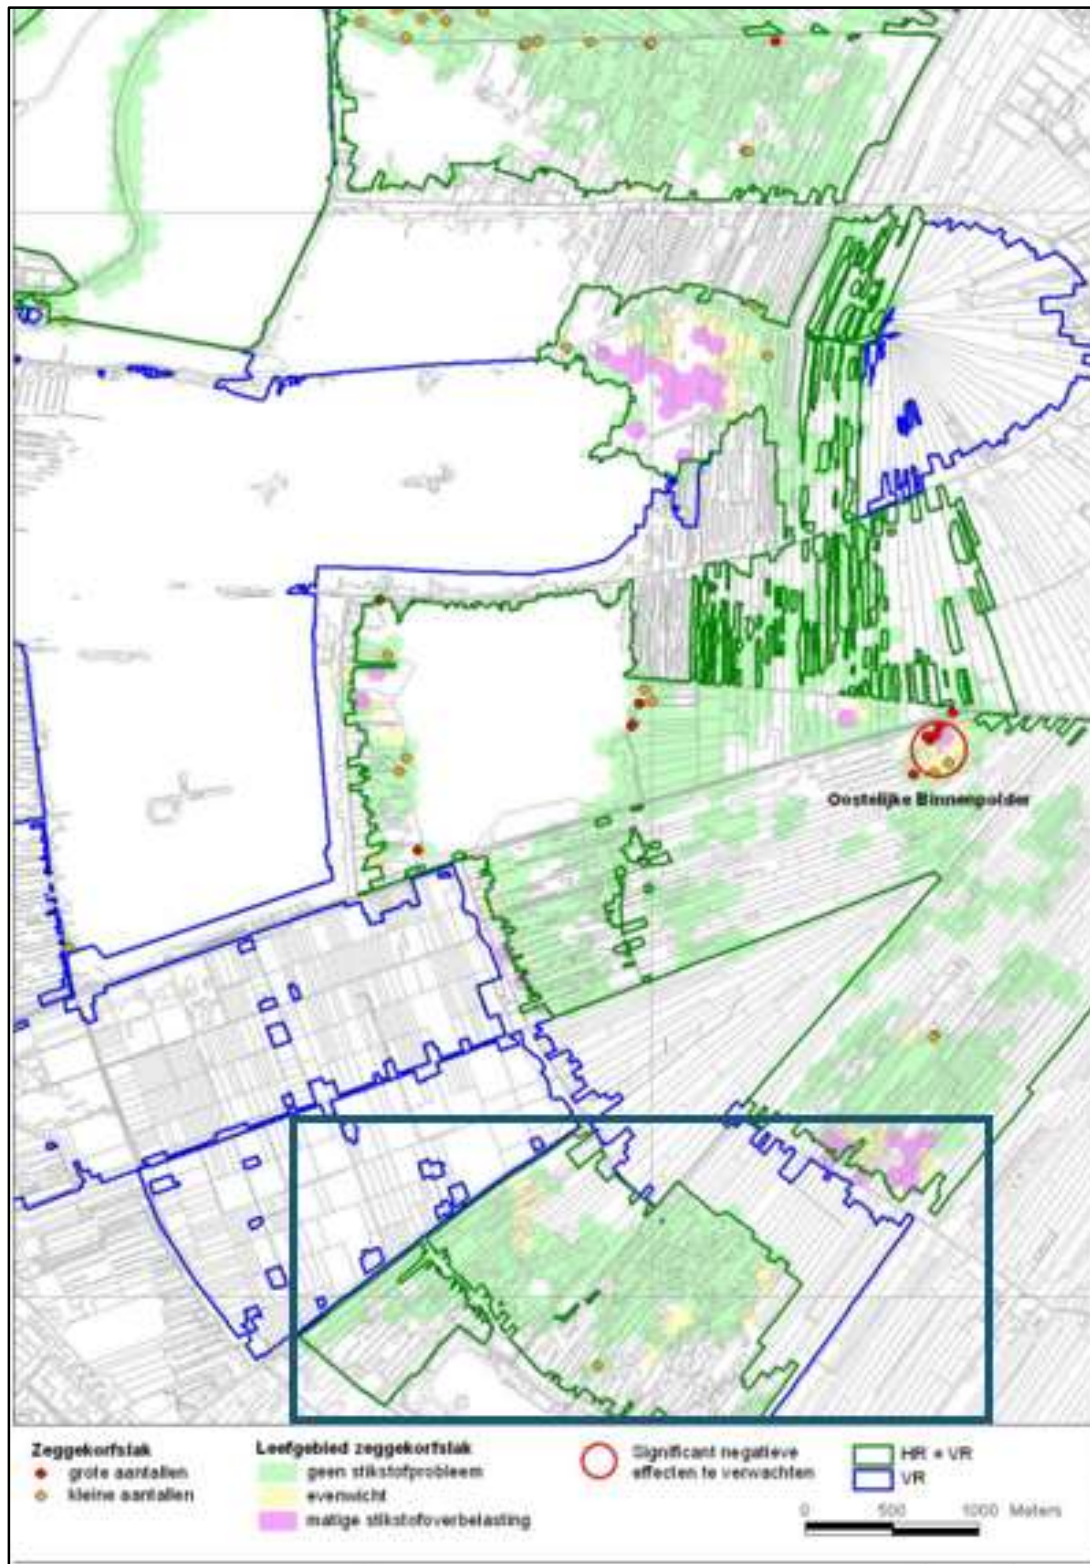 Oostelijke Binnenpolder
Zeggekorfslak
grote aantallen
kleine aantallen
Leefgebied zeggekorfslak
geen stikstofprobleem
evenwicht
matige stikstofoverbelasting
Significant negatieve
effecten te verwachten
HR + VR
VR
0 500 1000 Meters